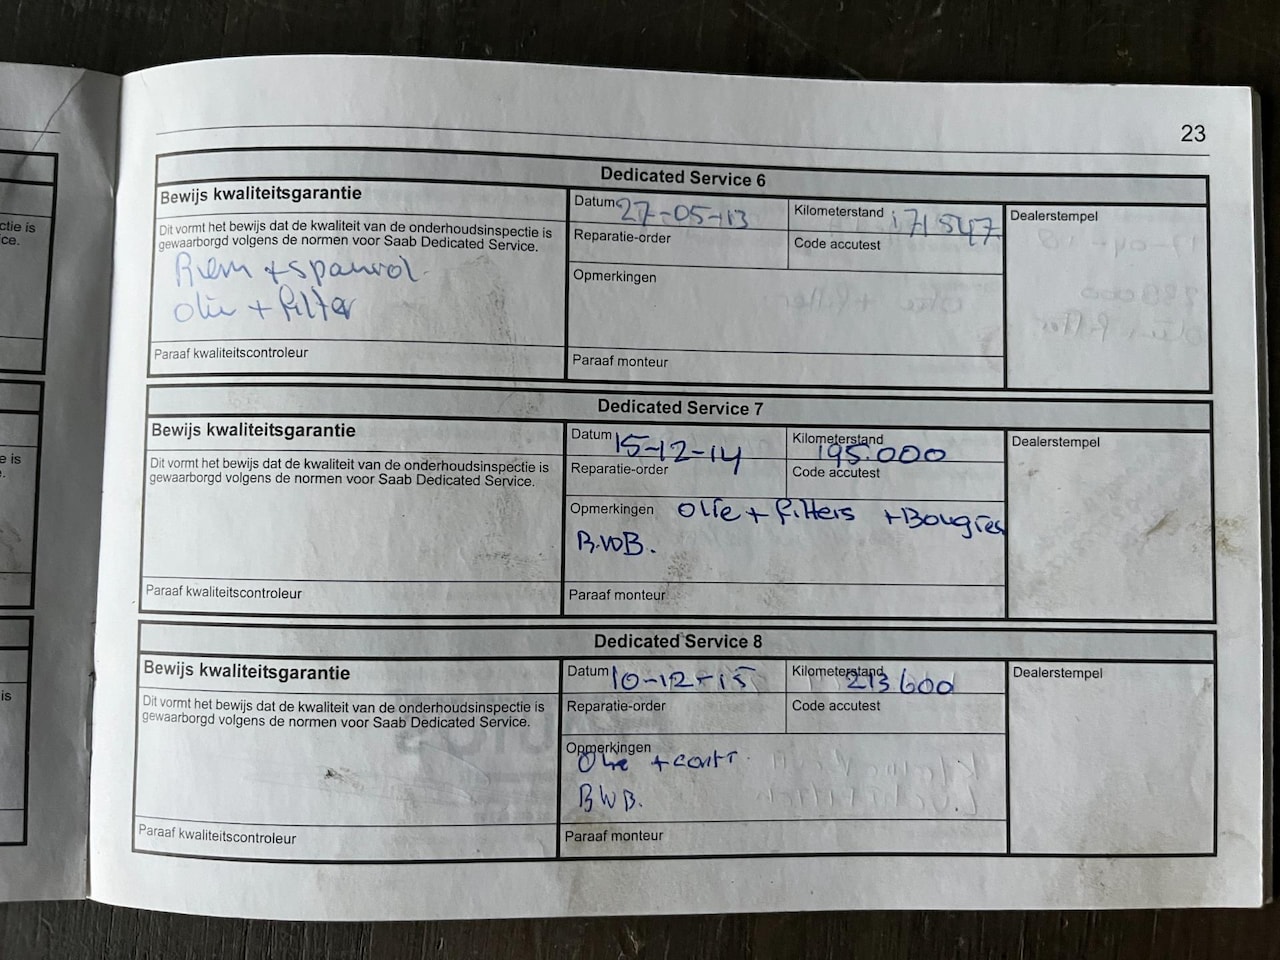 23
Dedicated Service 6
Bewijs kwaliteitsgarantie
Dit vormt het bewijs dat de kwaliteit van de onderhoudsinspectie is
gewaarborgd volgens de normen voor Saab Dedicated Service.
Riem + spanrol
Olie + filter
Paraaf kwaliteitscontroleur
Datum 27-05-13
Kilometerstand 171547
Reparatie-order
Code accutest
Opmerkingen
Paraaf monteur
Dealerstempel
Dedicated Service 7
Bewijs kwaliteitsgarantie
Dit vormt het bewijs dat de kwaliteit van de onderhoudsinspectie is
gewaarborgd volgens de normen voor Saab Dedicated Service.
Paraaf kwaliteitscontroleur
Datum 15-12-14
Kilometerstand 195.000
Reparatie-order
Code accutest
Opmerkingen Olie + filters + Bougies
Paraaf monteur
Dealerstempel
Dedicated Service 8
Bewijs kwaliteitsgarantie
Dit vormt het bewijs dat de kwaliteit van de onderhoudsinspectie is
gewaarborgd volgens de normen voor Saab Dedicated Service.
Paraaf kwaliteitscontroleur
Datum 10-12-15
Kilometerstand 213600
Reparatie-order
Code accutest
Opmerkingen
Olie + contr.
Paraaf monteur
Dealerstempel